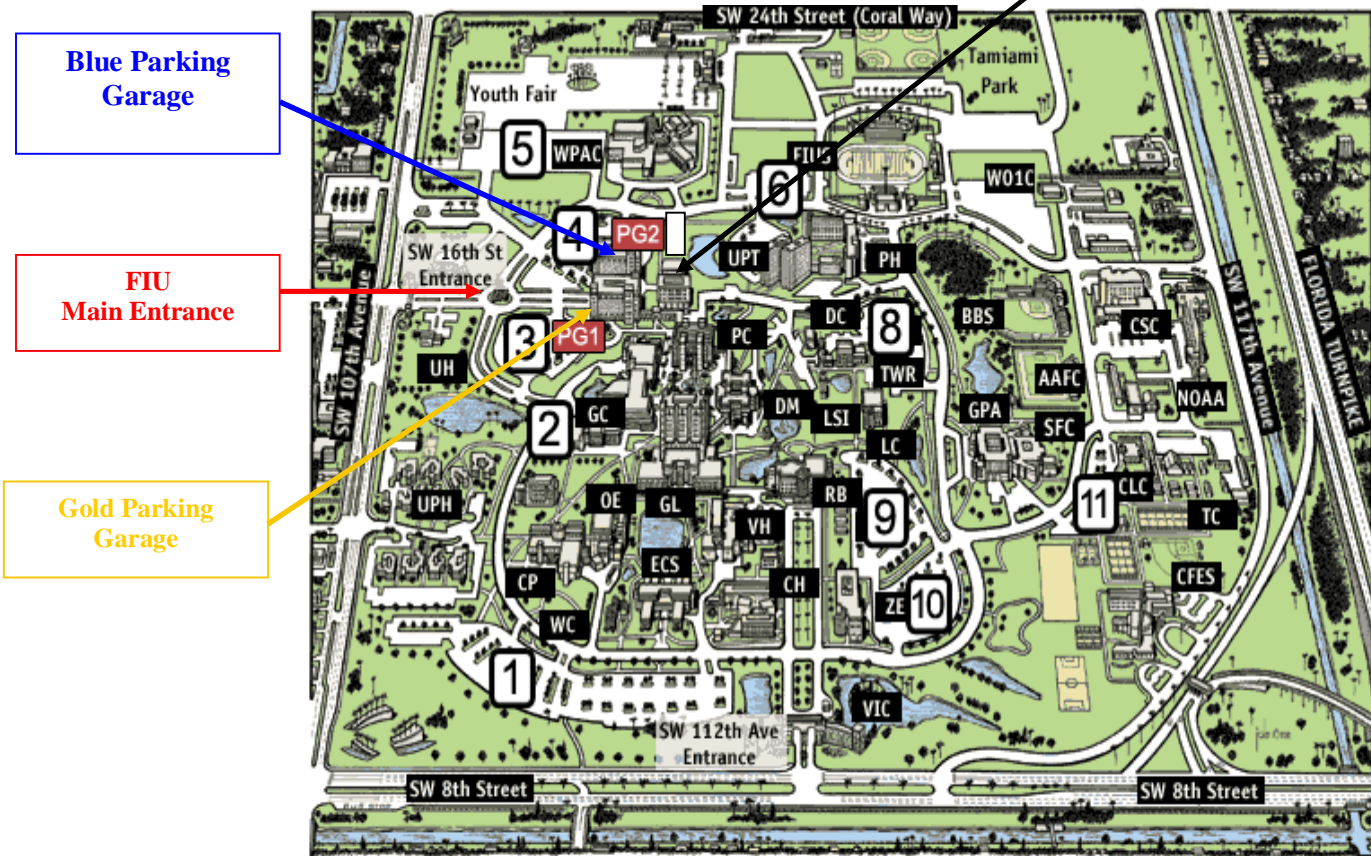 SW 24th Street (Coral Way)
Blue Parking
Garage
Tamiami
Park
Youth Fair
5
WPAC
FIUS
6
WO1C
4
PG2
UPT
PH
SW 16th St
Entrance
FIU
Main Entrance
SW 107th Avenue
SW 117th Avenue
FLORIDA TURNPIKE
3
PG1
PC
DC
8
BBS
CSC
UH
TWR
AAFC
NOAA
2
GC
DM
LSI
GPA
SFC
LC
Gold Parking
Garage
UPH
OE
GL
VH
RB
9
11
CLC
TC
CP
ECS
CH
ZE
10
CFES
WC
1
VIC
SW 112th Ave
Entrance
SW 8th Street
SW 8th Street